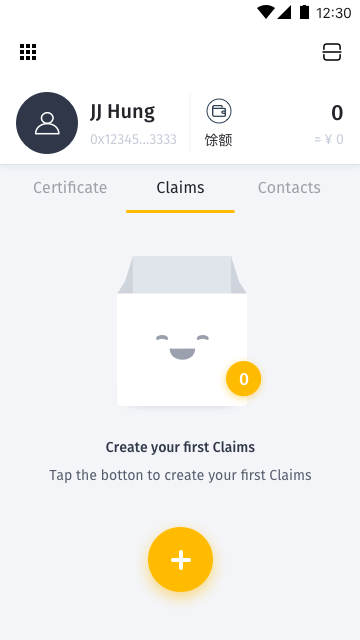 12:30
JJ Hung
0x12345...3333
馀额
0
≈ ¥ 0
Certificate
Claims
Contacts
0
Create your first Claims
Tap the botton to create your first Claims